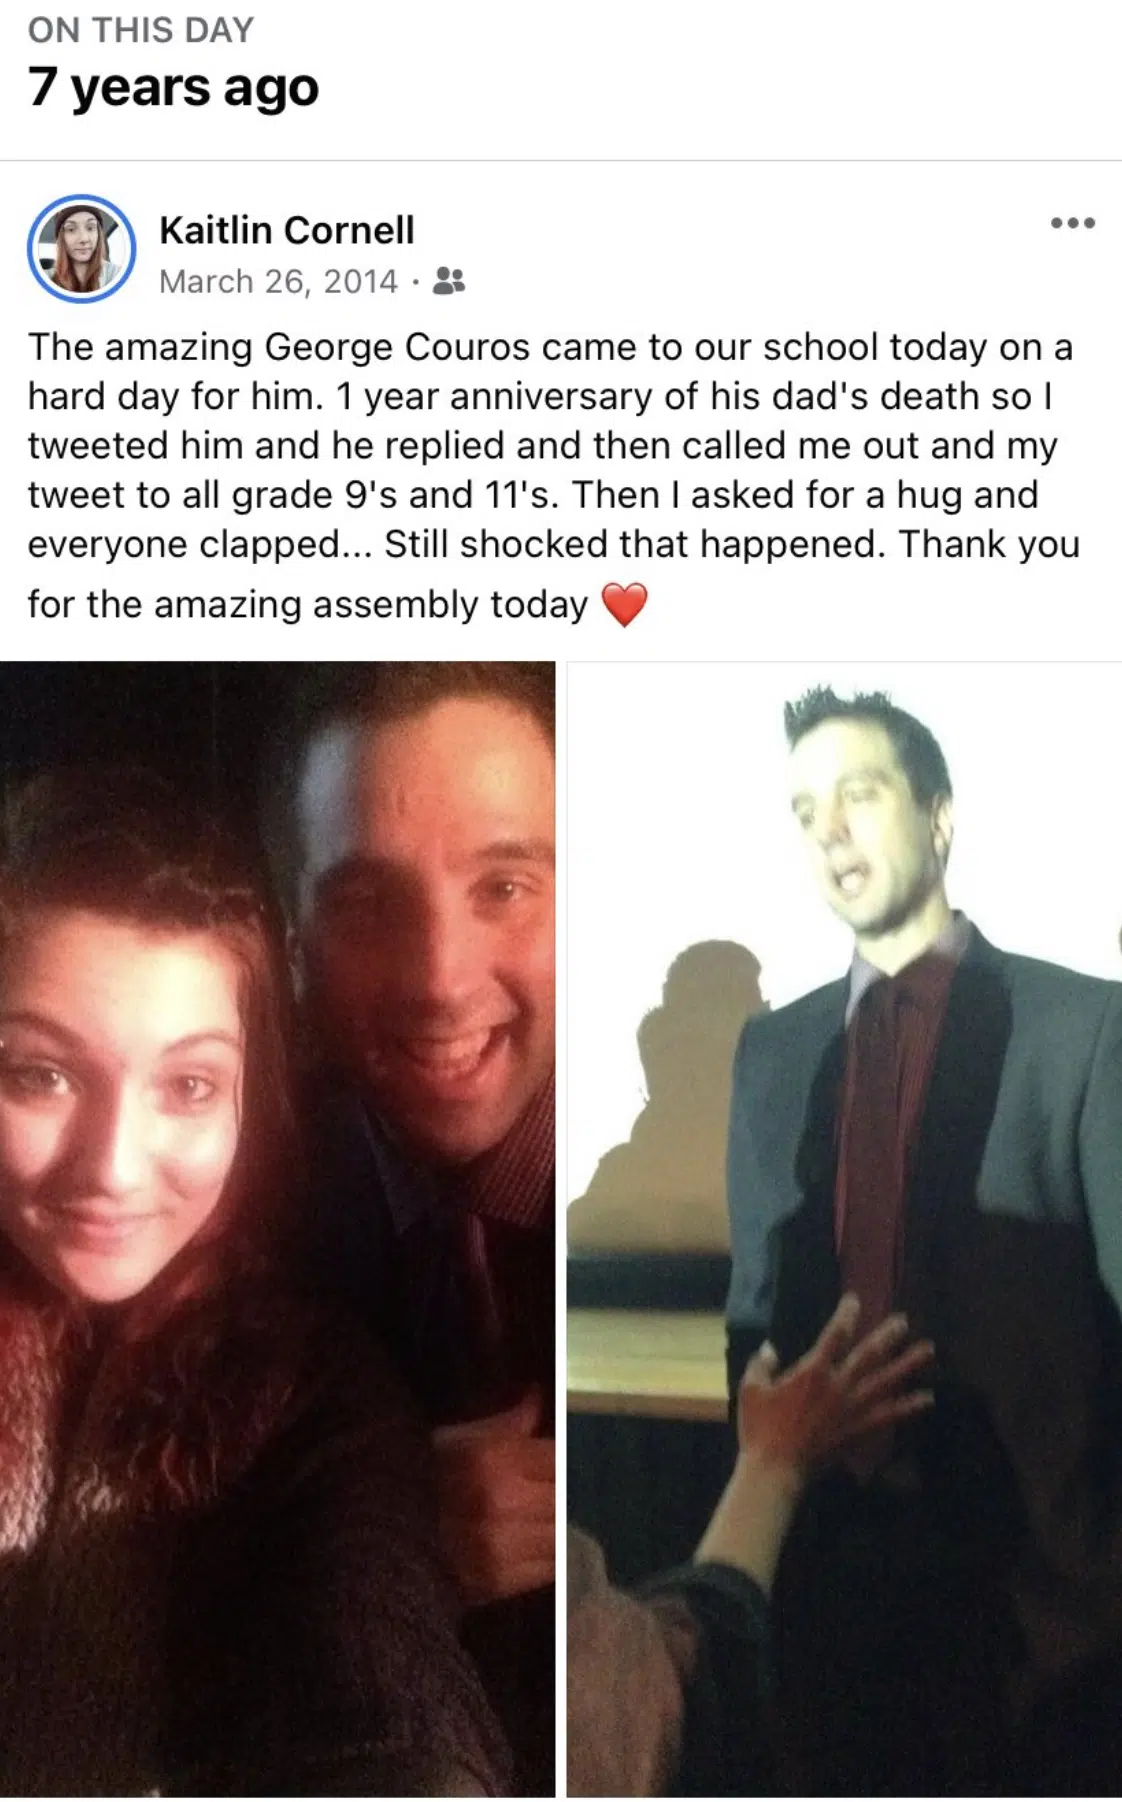 ON THIS DAY
7 years ago
Kaitlin Cornell
March 26, 2014 ·
The amazing George Couros came to our school today on a
hard day for him. 1 year anniversary of his dad's death so I
tweeted him and he replied and then called me out and my
tweet to all grade 9's and 11's. Then I asked for a hug and
everyone clapped... Still shocked that happened. Thank you
for the amazing assembly today ❤️